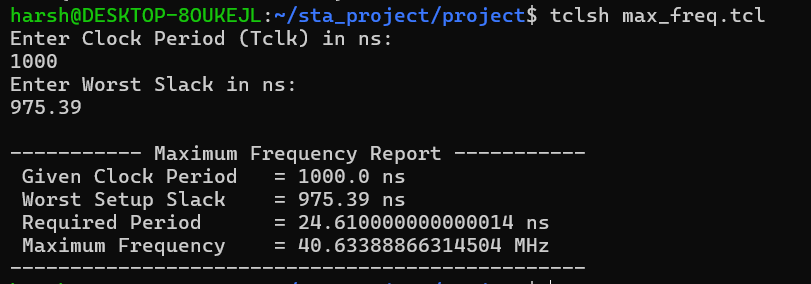 harsh@DESKTOP-8OUKEJL:~/sta_project/project$ tclsh max_freq.tcl
Enter Clock Period (Tclk) in ns:
1000
Enter Worst Slack in ns:
975.39
----------- Maximum Frequency Report -----------
Given Clock Period   = 1000.0 ns
Worst Setup Slack    = 975.39 ns
Required Period      = 24.610000000000014 ns
Maximum Frequency    = 40.63388866314504 MHz
------------------------------------------------